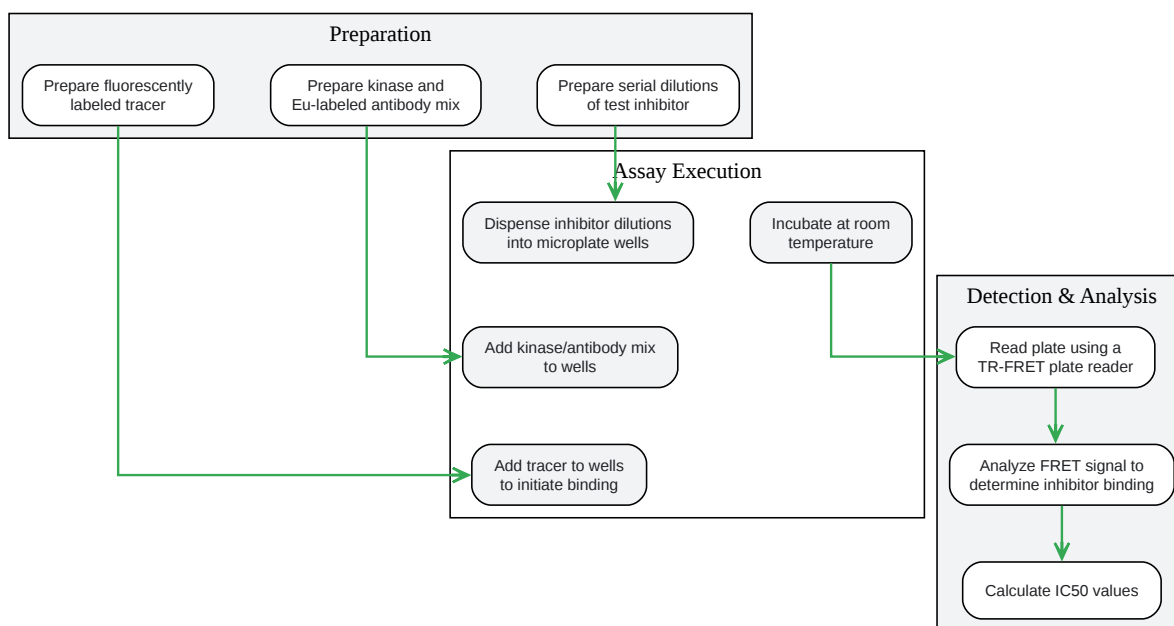 Preparation
Prepare fluorescently
labeled tracer
Prepare kinase and
Eu-labeled antibody mix
Prepare serial dilutions
of test inhibitor
Assay Execution
Dispense inhibitor dilutions
into microplate wells
Incubate at room
temperature
Add kinase/antibody mix
to wells
Add tracer to wells
to initiate binding
Detection & Analysis
Read plate using a
TR-FRET plate reader
Analyze FRET signal to
determine inhibitor binding
Calculate IC50 values